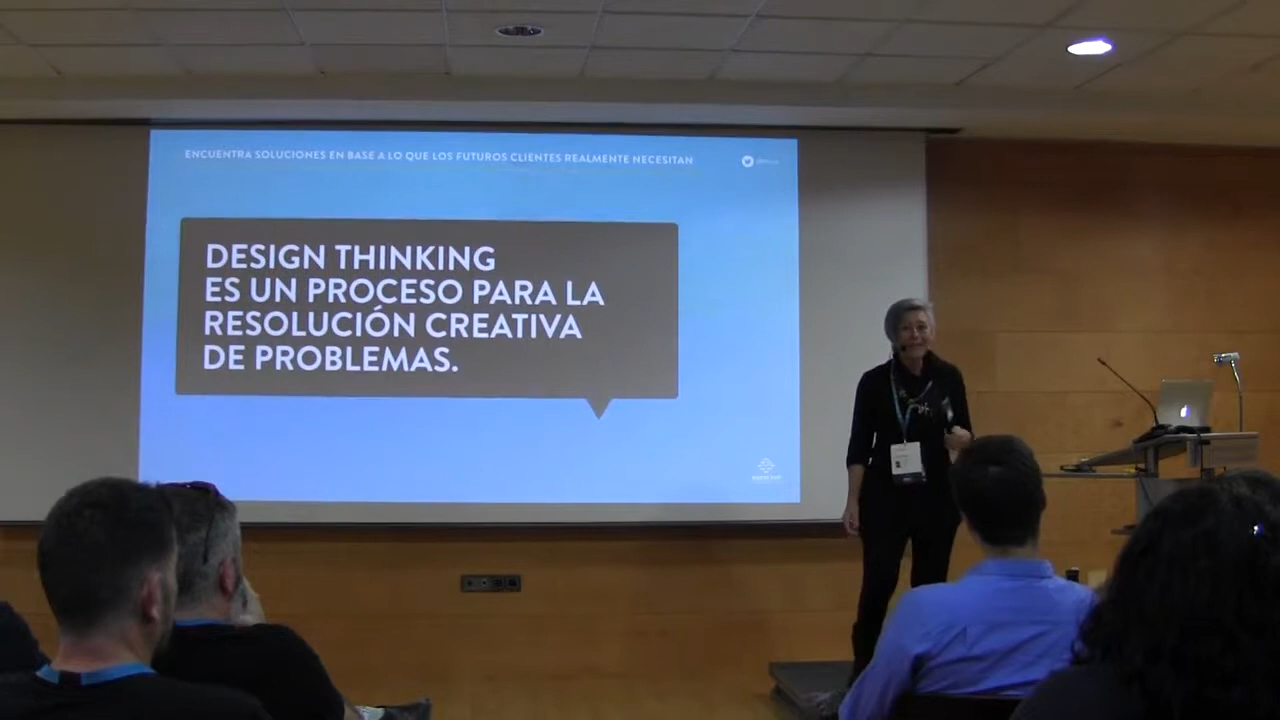 ENCUENTRA SOLUCIONES EN BASE A LO QUE LOS FUTUROS CLIENTES REALMENTE NECESITAN
DESIGN THINKING
ES UN PROCESO PARA LA
RESOLUCIÓN CREATIVA
DE PROBLEMAS.